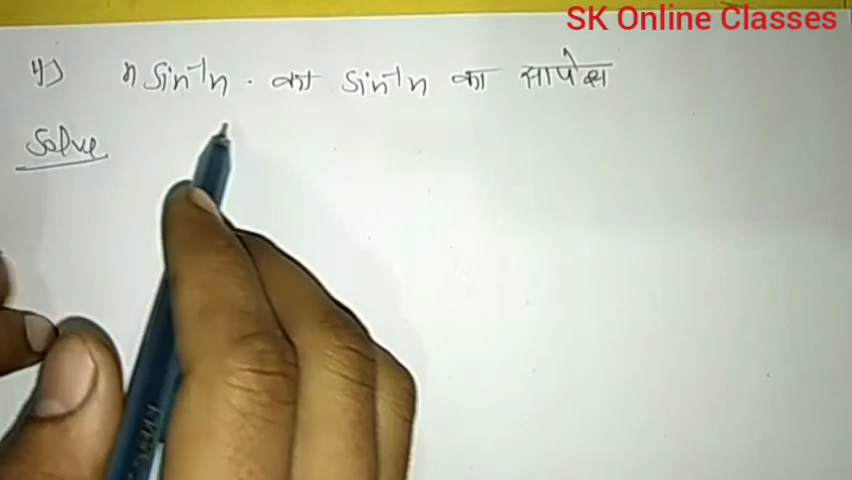 SK Online Classes
4) x sin⁻¹x . का sin⁻¹x का सापेक्ष
Solve